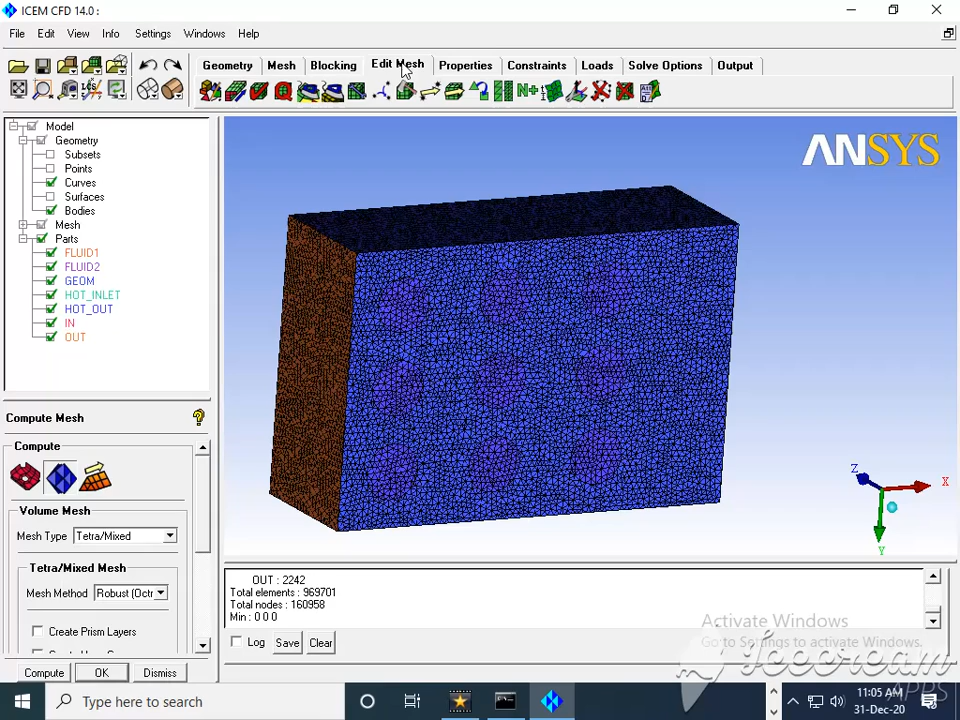 ICEM CFD 14.0 :
File Edit View Info Settings Windows Help
Geometry Mesh Blocking Edit Mesh Properties Constraints Loads Solve Options Output
Model
Geometry
Subsets
Points
Curves
Surfaces
Bodies
Mesh
Parts
FLUID1
FLUID2
GEOM
HOT_INLET
HOT_OUT
IN
OUT
ANSYS
Compute Mesh
Compute
Volume Mesh
Mesh Type Tetra/Mixed
Tetra/Mixed Mesh
Mesh Method Robust (Octr
Create Prism Layers
Compute OK Dismiss
Z
X
Y
OUT : 2242
Total elements : 969701
Total nodes : 160958
Min : 0 0 0
Log Save Clear
Activate Windows
Go to Settings to activate Windows.
Icecream
APPS
Type here to search
11:05 AM
31-Dec-20